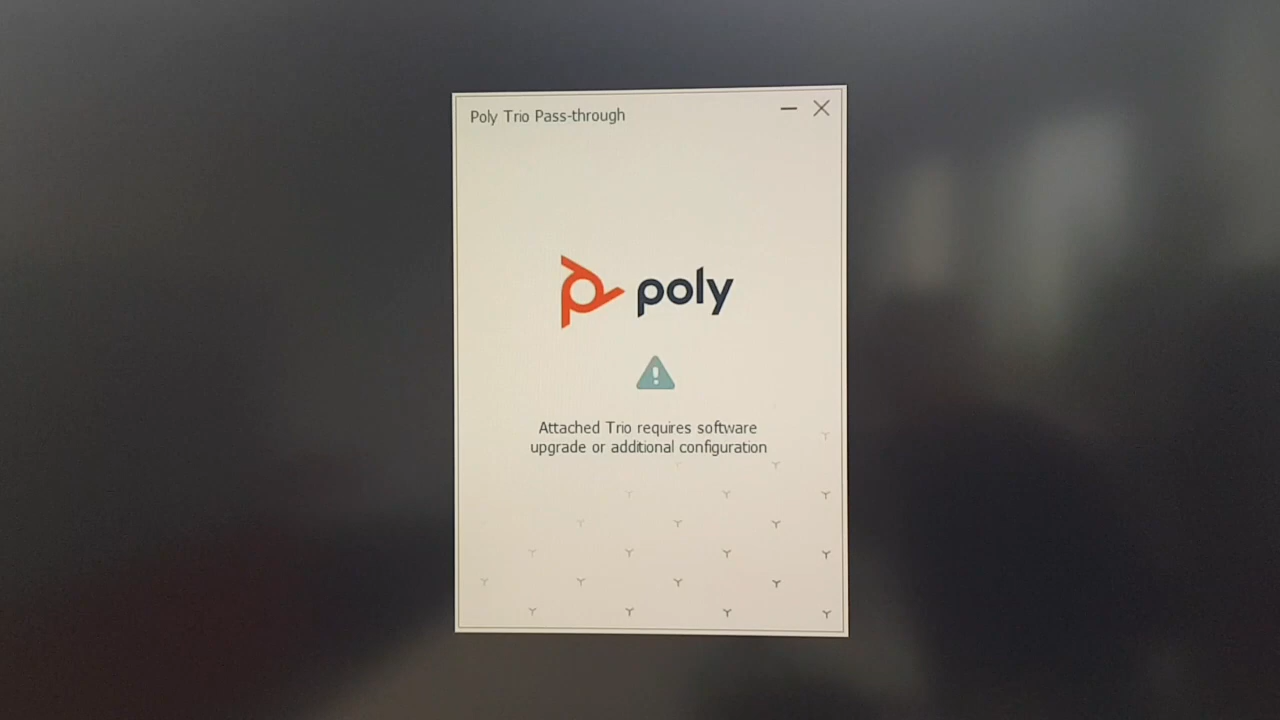 Poly Trio Pass-through
poly
Attached Trio requires software
upgrade or additional configuration